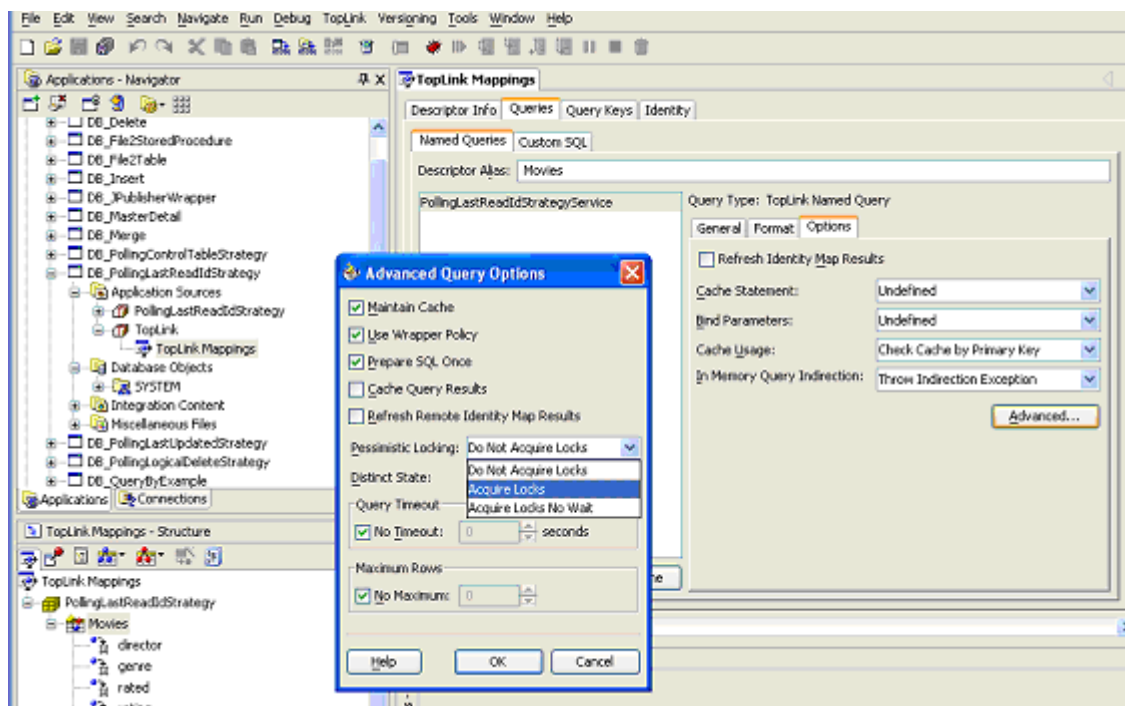 File Edit View Search Navigate Run Debug TopLink Versioning Tools Window Help
Applications - Navigator
DB_Delete
DB_File2StoredProcedure
DB_File2Table
DB_Insert
DB_JPublisherWrapper
DB_MasterDetail
DB_Merge
DB_PollingControlTableStrategy
DB_PollingLastReadIdStrategy
Application Sources
PollingLastReadIdStrategy
TopLink
TopLink Mappings
Database Objects
SYSTEM
Integration Content
Miscellaneous Files
DB_PollingLastUpdatedStrategy
DB_PollingLogicalDeleteStrategy
DB_QueryByExample
Applications Connections
TopLink Mappings - Structure
TopLink Mappings
PollingLastReadIdStrategy
Movies
director
genre
rated
TopLink Mappings
Descriptor Info Queries Query Keys Identity
Named Queries Custom SQL
Descriptor Alias: Movies
PollingLastReadIdStrategyService
Query Type: TopLink Named Query
General Format Options
Refresh Identity Map Results
Cache Statement: Undefined
Bind Parameters: Undefined
Cache Usage: Check Cache by Primary Key
In Memory Query Indirection: Throw Indirection Exception
Advanced...
Advanced Query Options
Maintain Cache
Use Wrapper Policy
Prepare SQL Once
Cache Query Results
Refresh Remote Identity Map Results
Pessimistic Locking: Do Not Acquire Locks
Do Not Acquire Locks
Distinct State: Acquire Locks
Query Timeout Acquire Locks No Wait
No Timeout: 0 seconds
Maximum Rows
No Maximum: 0
Help OK Cancel